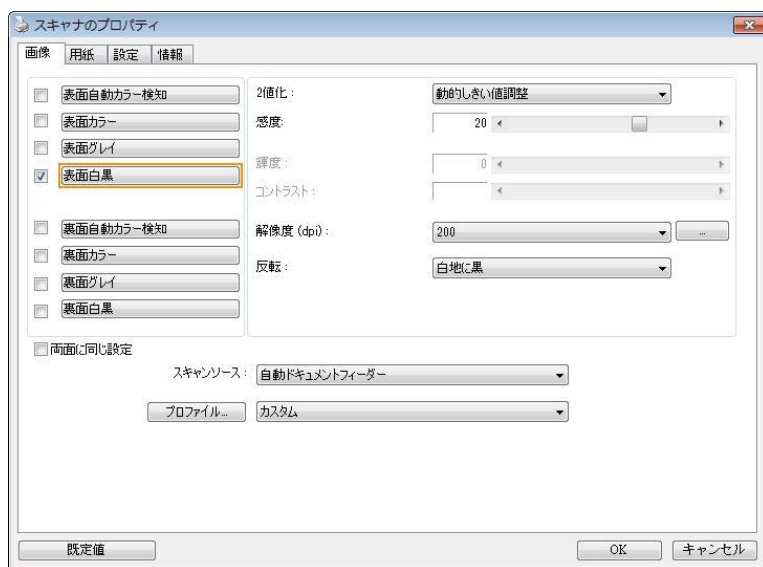 スキャナのプロパティ
画像 用紙 設定 情報
表面自動カラー検知
表面カラー
表面グレイ
表面白黒
裏面自動カラー検知
裏面カラー
裏面グレイ
裏面白黒
2値化: 動的しきい値調整
感度: 20
輝度: 0
コントラスト:
解像度 (dpi): 200 ...
反転: 白地に黒
両面に同じ設定
スキャンソース: 自動ドキュメントフィーダー
プロファイル... カスタム
既定値 OK キャンセル